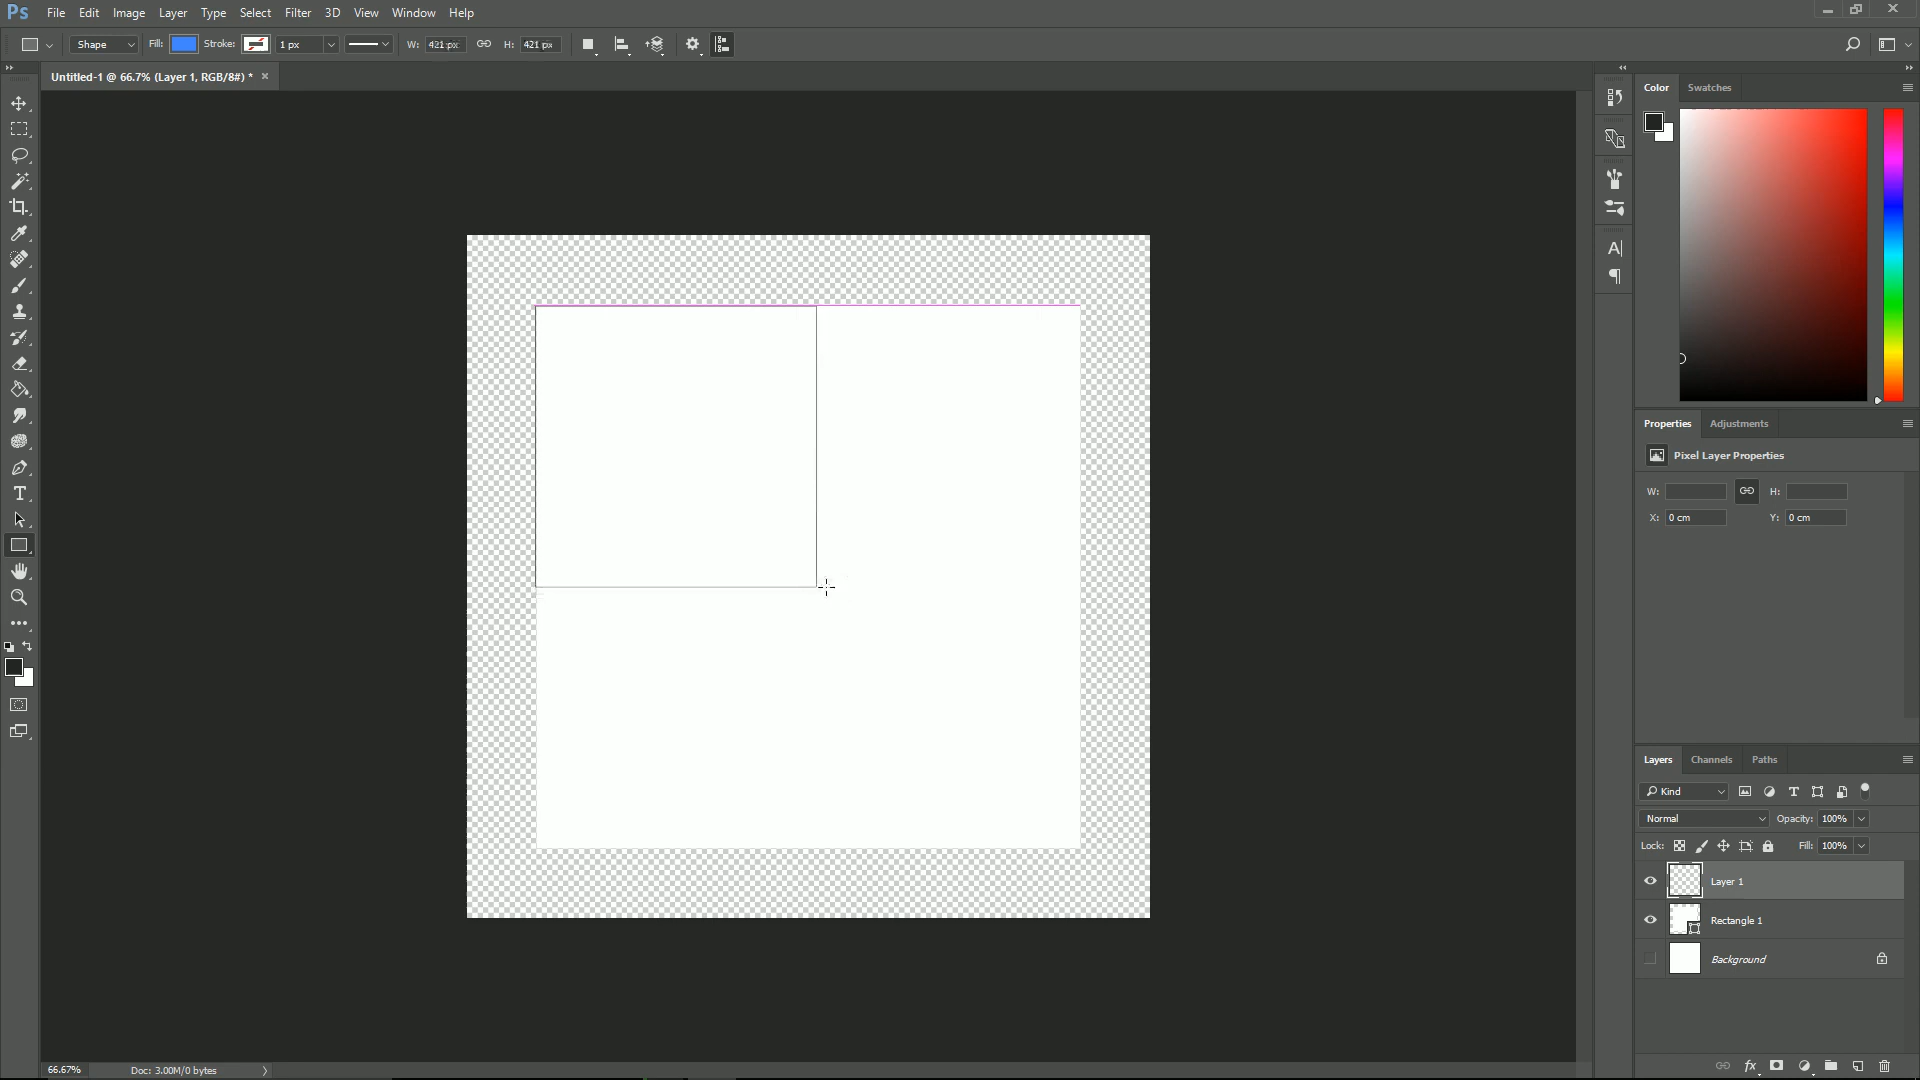 Ps File Edit Image Layer Type Select Filter 3D View Window Help
Shape Fill: Stroke: 1 px W: 421 px H: 421 px
Untitled-1 @ 66.7% (Layer 1, RGB/8#) *
Color Swatches
Properties Adjustments
Pixel Layer Properties
W: H:
X: 0 cm Y: 0 cm
Layers Channels Paths
Kind
Normal Opacity: 100%
Lock: Fill: 100%
Layer 1
Rectangle 1
Background
fx
66.67% Doc: 3.00M/0 bytes